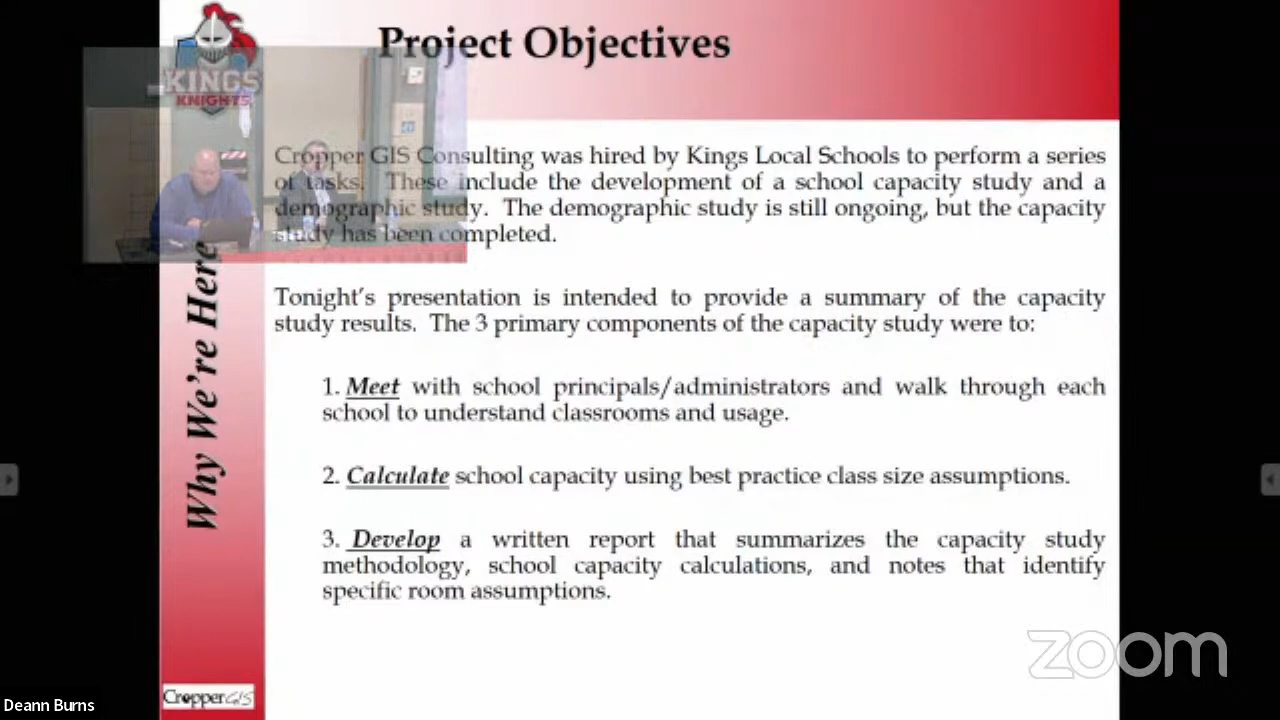 Project Objectives
KINGS
KNIGHTS
Cropper GIS Consulting was hired by Kings Local Schools to perform a series
of tasks. These include the development of a school capacity study and a
demographic study. The demographic study is still ongoing, but the capacity
study has been completed.
Why We're Here
Tonight's presentation is intended to provide a summary of the capacity
study results. The 3 primary components of the capacity study were to:
1. Meet with school principals/administrators and walk through each
school to understand classrooms and usage.
2. Calculate school capacity using best practice class size assumptions.
3. Develop a written report that summarizes the capacity study
methodology, school capacity calculations, and notes that identify
specific room assumptions.
zoom
CropperGIS
Deann Burns